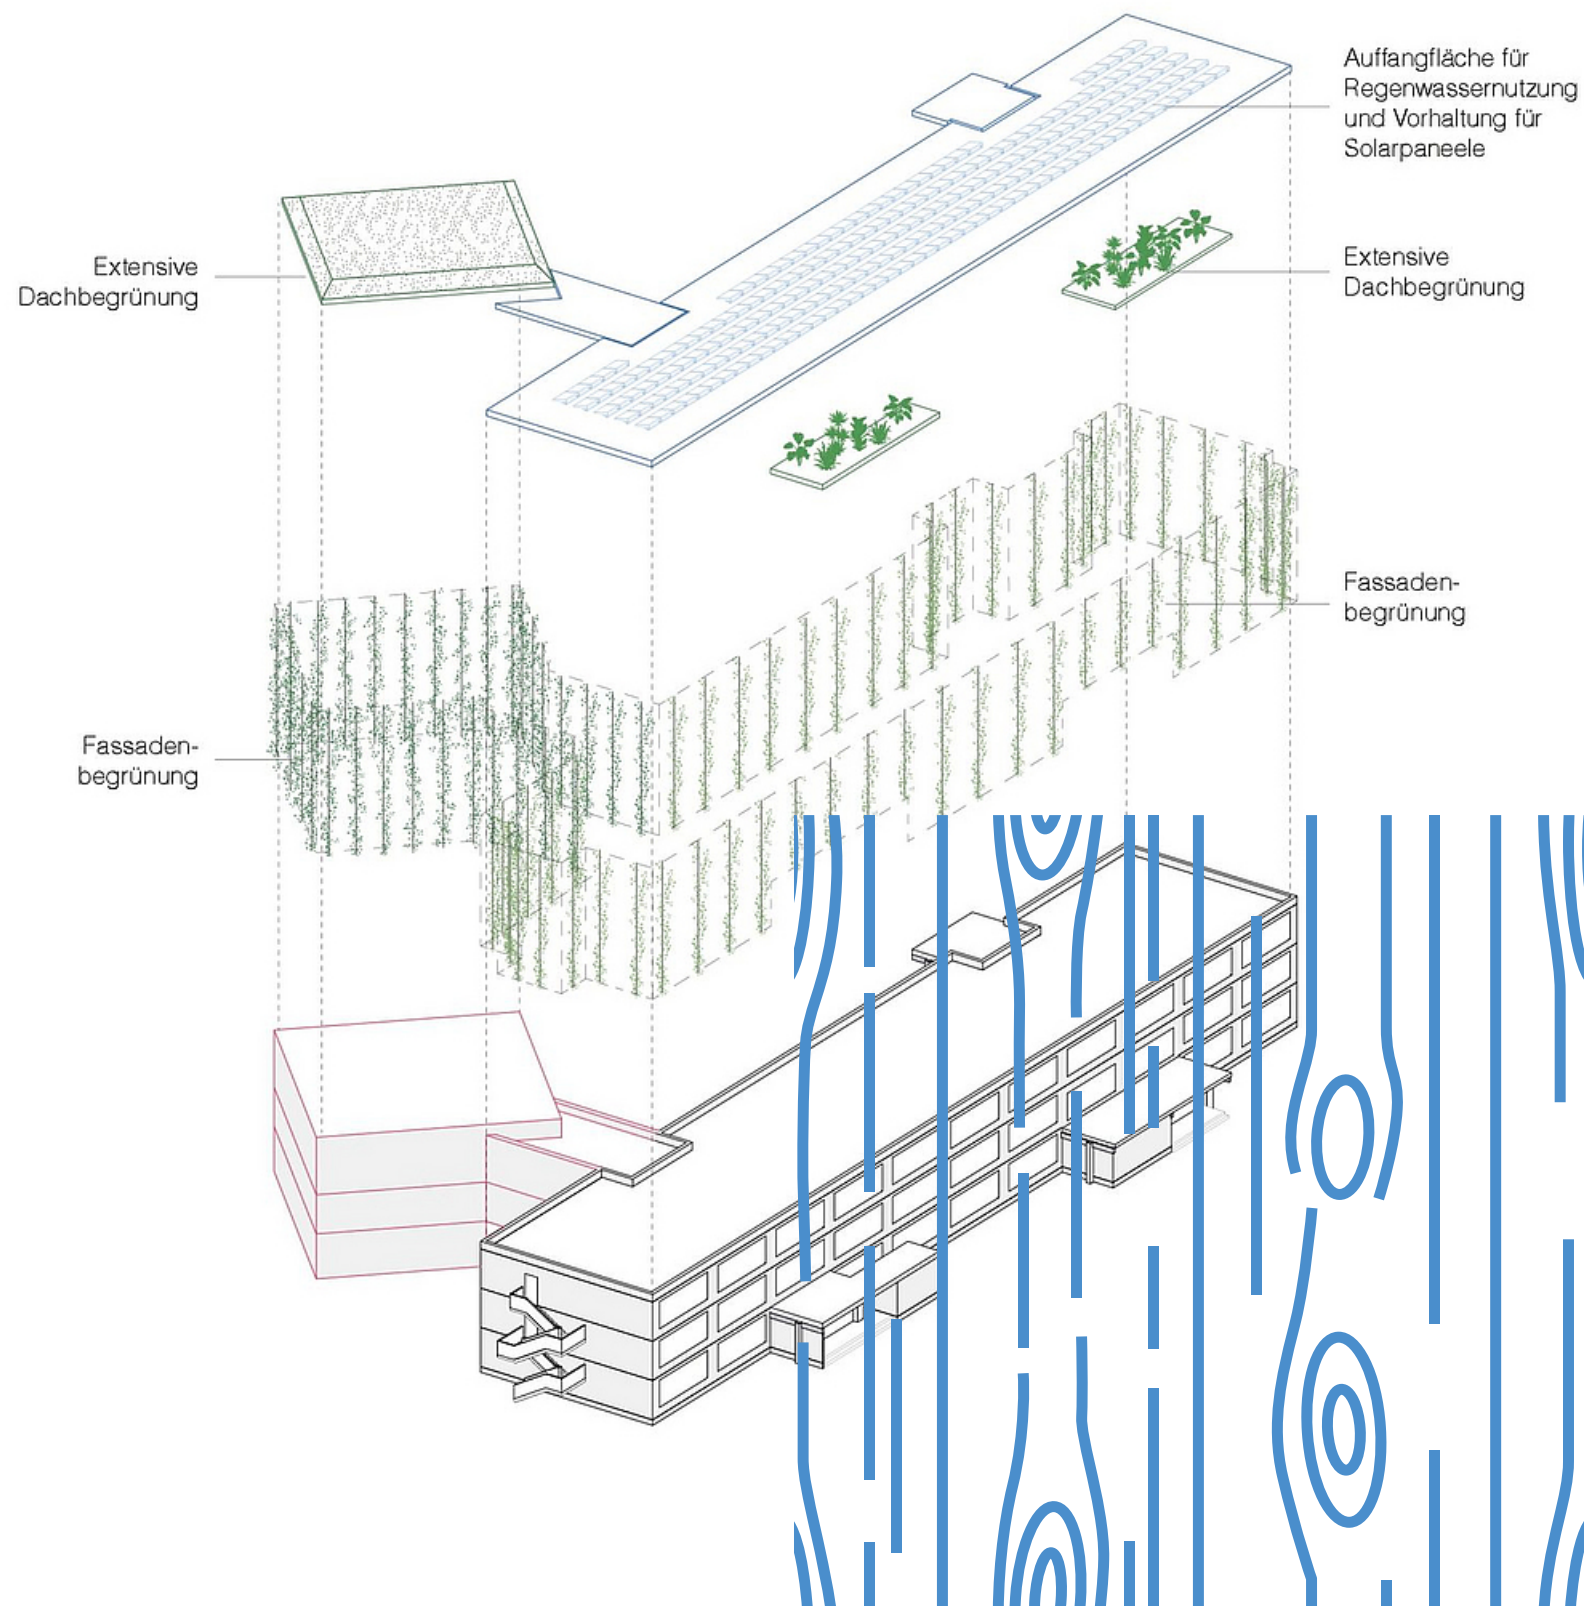 Auffangfläche für
Regenwassernutzung
und Vorhaltung für
Solarpaneele
Extensive
Dachbegrünung
Extensive
Dachbegrünung
Fassaden-
begrünung
Fassaden-
begrünung